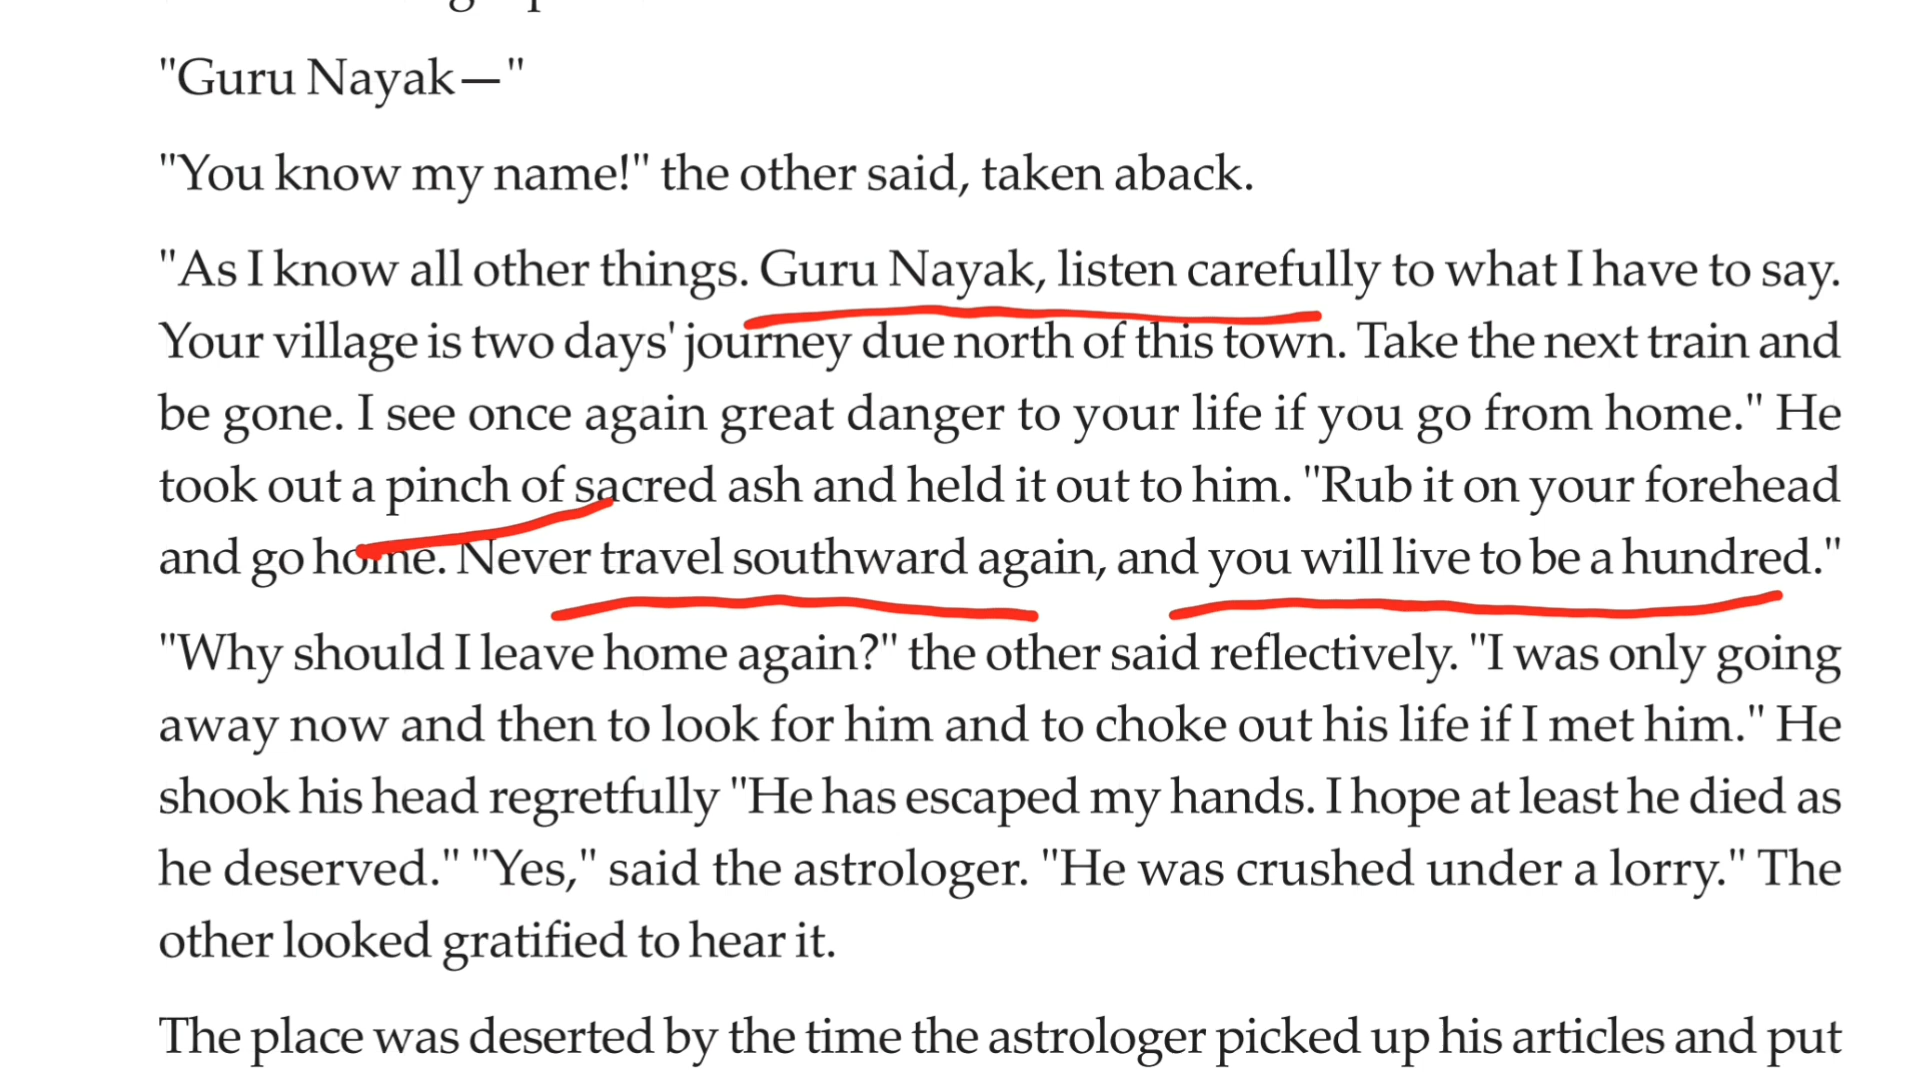 "Guru Nayak—"
"You know my name!" the other said, taken aback.
"As I know all other things. Guru Nayak, listen carefully to what I have to say.
Your village is two days' journey due north of this town. Take the next train and
be gone. I see once again great danger to your life if you go from home." He
took out a pinch of sacred ash and held it out to him. "Rub it on your forehead
and go home. Never travel southward again, and you will live to be a hundred."
"Why should I leave home again?" the other said reflectively. "I was only going
away now and then to look for him and to choke out his life if I met him." He
shook his head regretfully "He has escaped my hands. I hope at least he died as
he deserved." "Yes," said the astrologer. "He was crushed under a lorry." The
other looked gratified to hear it.
The place was deserted by the time the astrologer picked up his articles and put